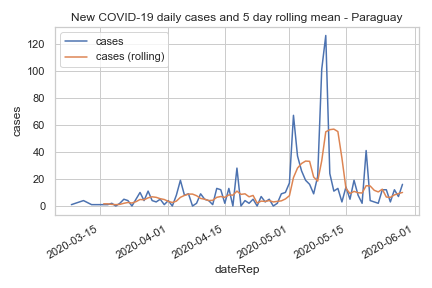 New COVID-19 daily cases and 5 day rolling mean - Paraguay
cases
cases (rolling)
120
100
80
60
40
20
0
cases
2020-03-15
2020-04-01
2020-04-15
2020-05-01
2020-05-15
2020-06-01
dateRep